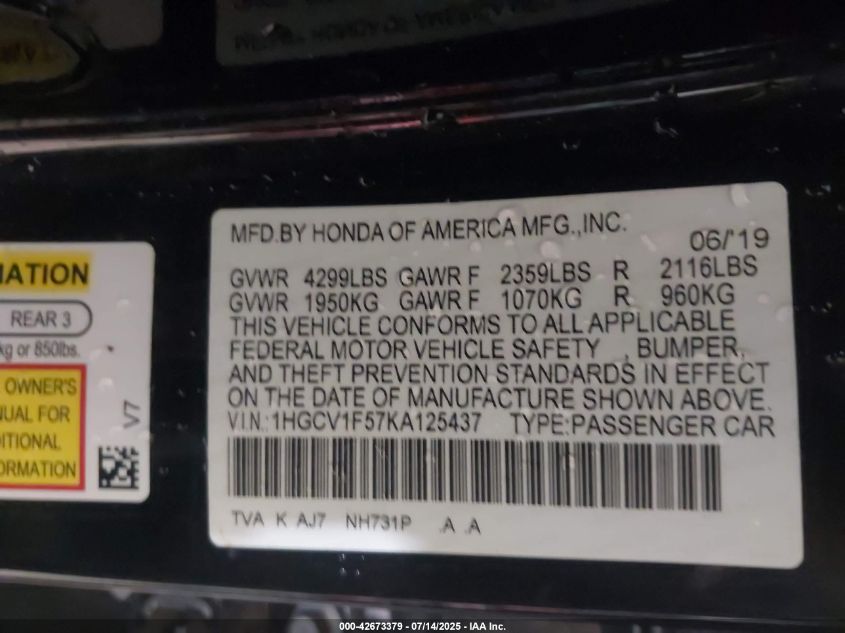 MFD.BY HONDA OF AMERICA MFG.,INC.
06/'19
GVWR 4299LBS GAWR F 2359LBS R 2116LBS
GVWR 1950KG GAWR F 1070KG R 960KG
THIS VEHICLE CONFORMS TO ALL APPLICABLE
FEDERAL MOTOR VEHICLE SAFETY , BUMPER,
AND THEFT PREVENTION STANDARDS IN EFFECT
ON THE DATE OF MANUFACTURE SHOWN ABOVE.
V.I.N.:1HGCV1F57KA125437 TYPE:PASSENGER CAR
TVA K AJ7 NH731P .A .A
MATION
REAR 3
kg or 850lbs.
OWNER'S
NUAL FOR
DITIONAL
FORMATION
V7
000-42673379 - 07/14/2025 - IAA Inc.